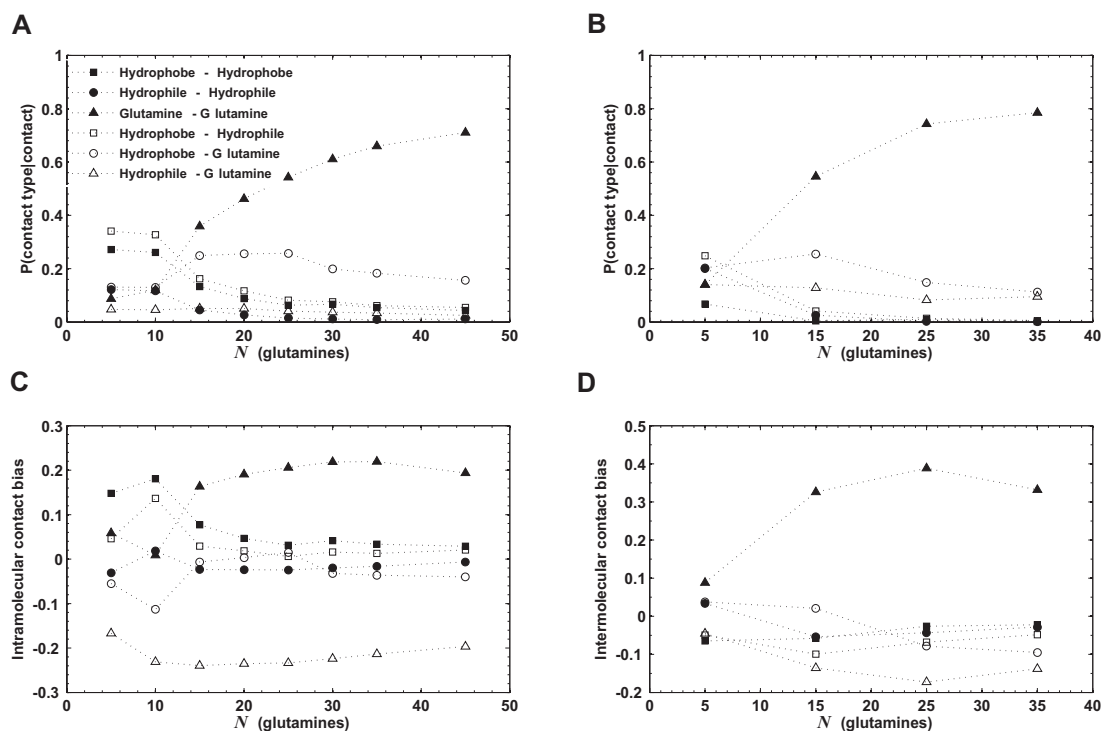 A
P(contact type|contact)
1
0.8
0.6
0.4
0.2
0
Hydrophobe - Hydrophobe
Hydrophile - Hydrophile
Glutamine - G lutamine
Hydrophobe - Hydrophile
Hydrophobe - G lutamine
Hydrophile - G lutamine
0 10 20 30 40 50
N (glutamines)
B
P(contact type|contact)
1
0.8
0.6
0.4
0.2
0
0 5 10 15 20 25 30 35 40
N (glutamines)
C
Intramolecular contact bias
0.3
0.2
0.1
0
-0.1
-0.2
-0.3
0 10 20 30 40 50
N (glutamines)
D
Intermolecular contact bias
0.5
0.4
0.3
0.2
0.1
0
-0.1
-0.2
0 5 10 15 20 25 30 35 40
N (glutamines)